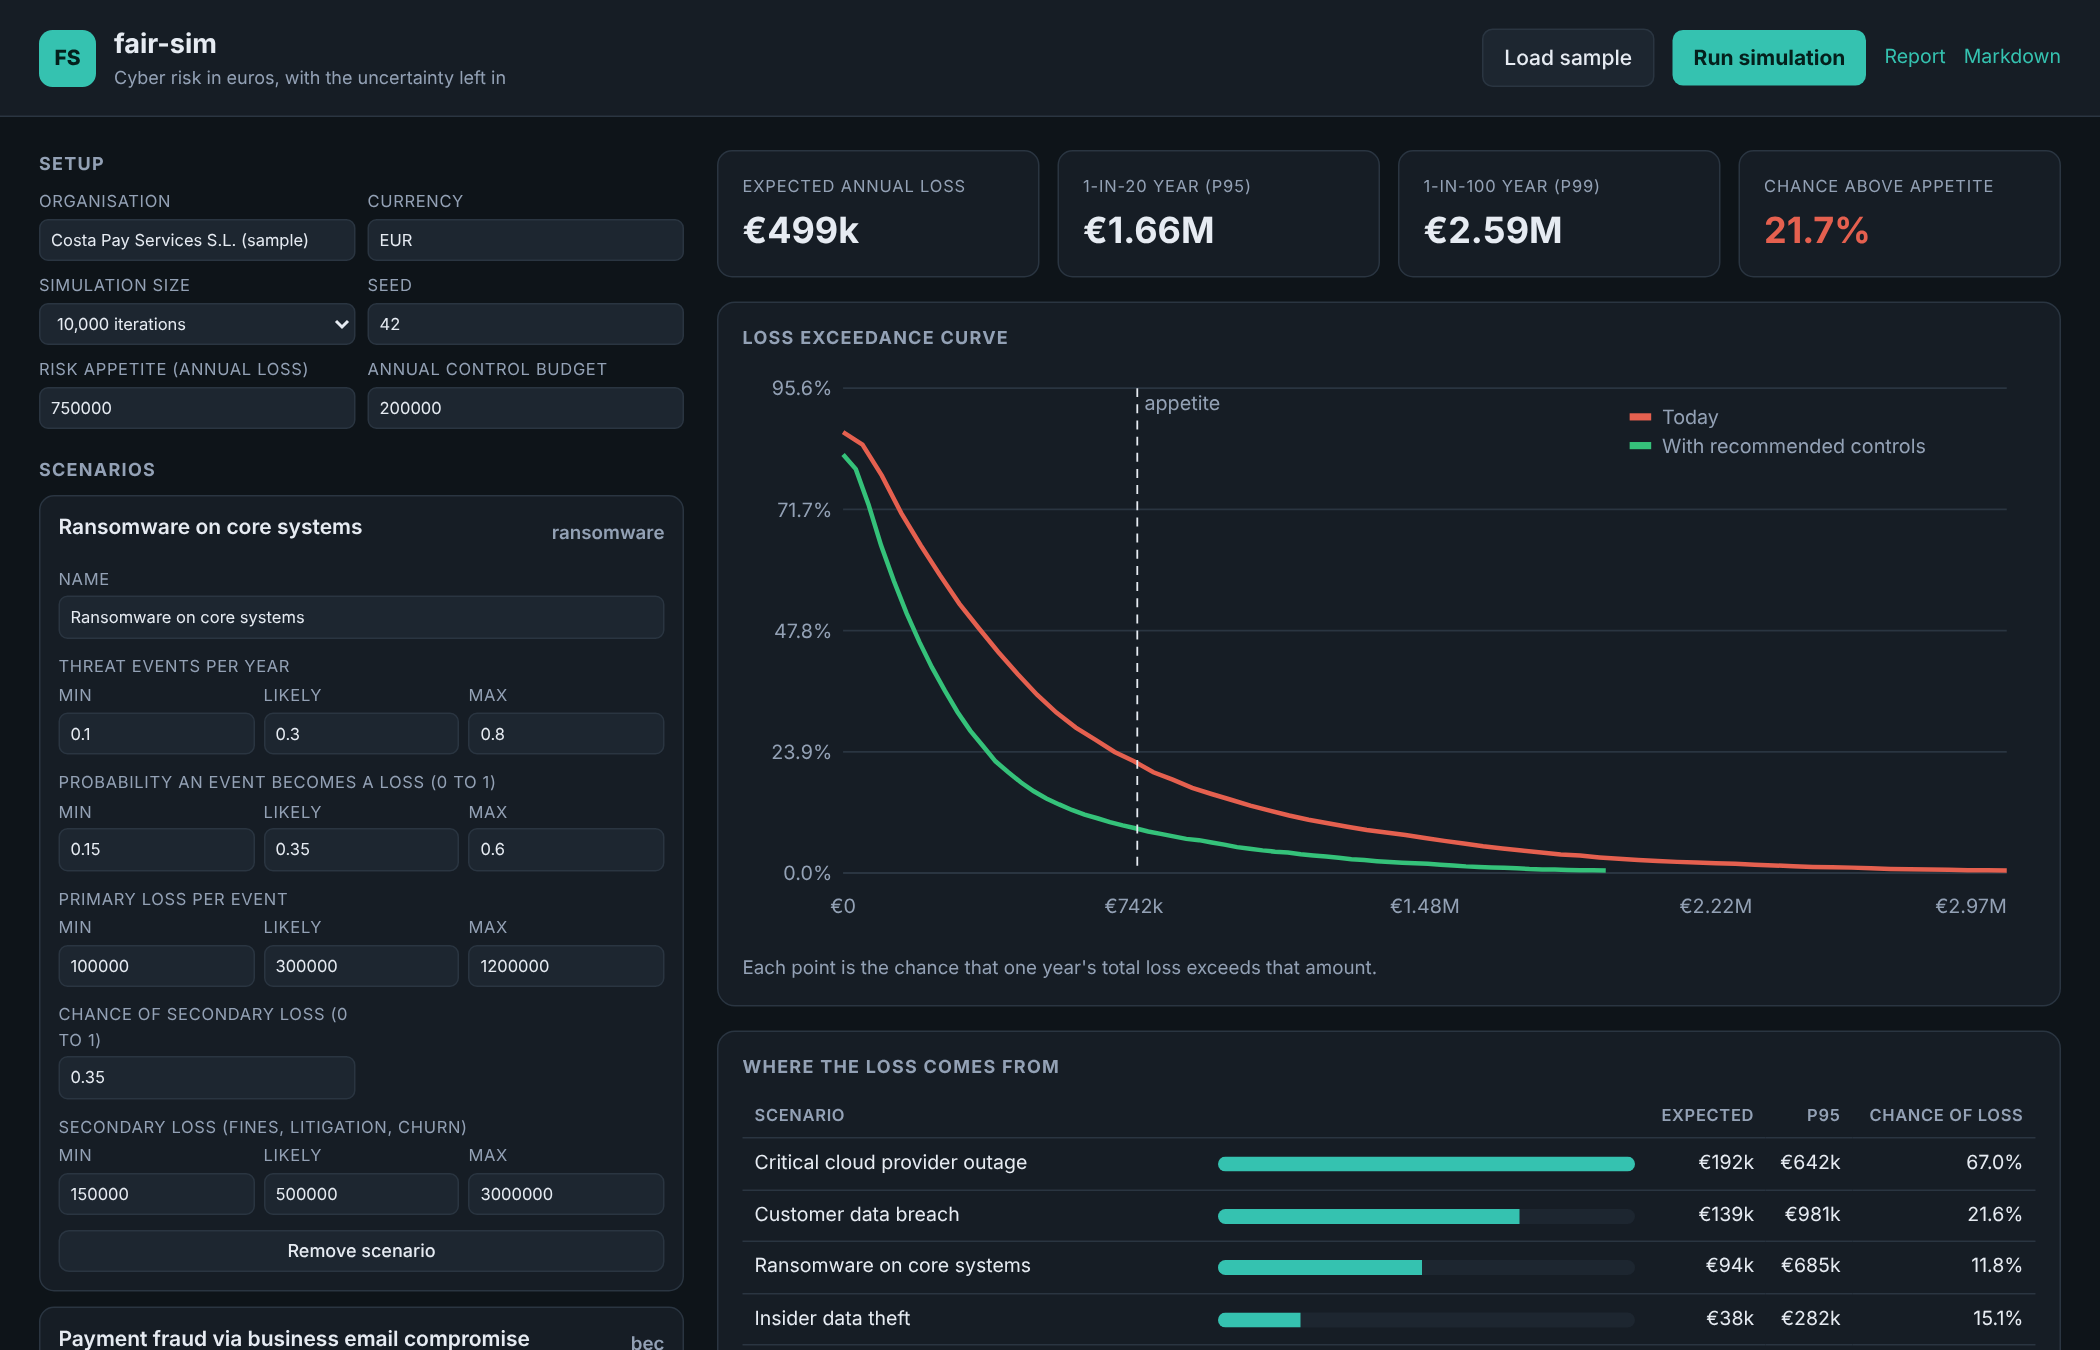 FS
fair-sim
Cyber risk in euros, with the uncertainty left in
Load sample
Run simulation
Report
Markdown
SETUP
ORGANISATION
CURRENCY
Costa Pay Services S.L. (sample)
EUR
SIMULATION SIZE
SEED
10,000 iterations
42
RISK APPETITE (ANNUAL LOSS)
ANNUAL CONTROL BUDGET
750000
200000
SCENARIOS
Ransomware on core systems
ransomware
NAME
Ransomware on core systems
THREAT EVENTS PER YEAR
MIN
LIKELY
MAX
0.1
0.3
0.8
PROBABILITY AN EVENT BECOMES A LOSS (0 TO 1)
MIN
LIKELY
MAX
0.15
0.35
0.6
PRIMARY LOSS PER EVENT
MIN
LIKELY
MAX
100000
300000
1200000
CHANCE OF SECONDARY LOSS (0
TO 1)
0.35
SECONDARY LOSS (FINES, LITIGATION, CHURN)
MIN
LIKELY
MAX
150000
500000
3000000
Remove scenario
Payment fraud via business email compromise
bec
EXPECTED ANNUAL LOSS
€499k
1-IN-20 YEAR (P95)
€1.66M
1-IN-100 YEAR (P99)
€2.59M
CHANCE ABOVE APPETITE
21.7%
LOSS EXCEEDANCE CURVE
95.6%
71.7%
47.8%
23.9%
0.0%
appetite
Today
With recommended controls
€0
€742k
€1.48M
€2.22M
€2.97M
Each point is the chance that one year's total loss exceeds that amount.
WHERE THE LOSS COMES FROM
SCENARIO
EXPECTED
P95
CHANCE OF LOSS
Critical cloud provider outage
€192k
€642k
67.0%
Customer data breach
€139k
€981k
21.6%
Ransomware on core systems
€94k
€685k
11.8%
Insider data theft
€38k
€282k
15.1%